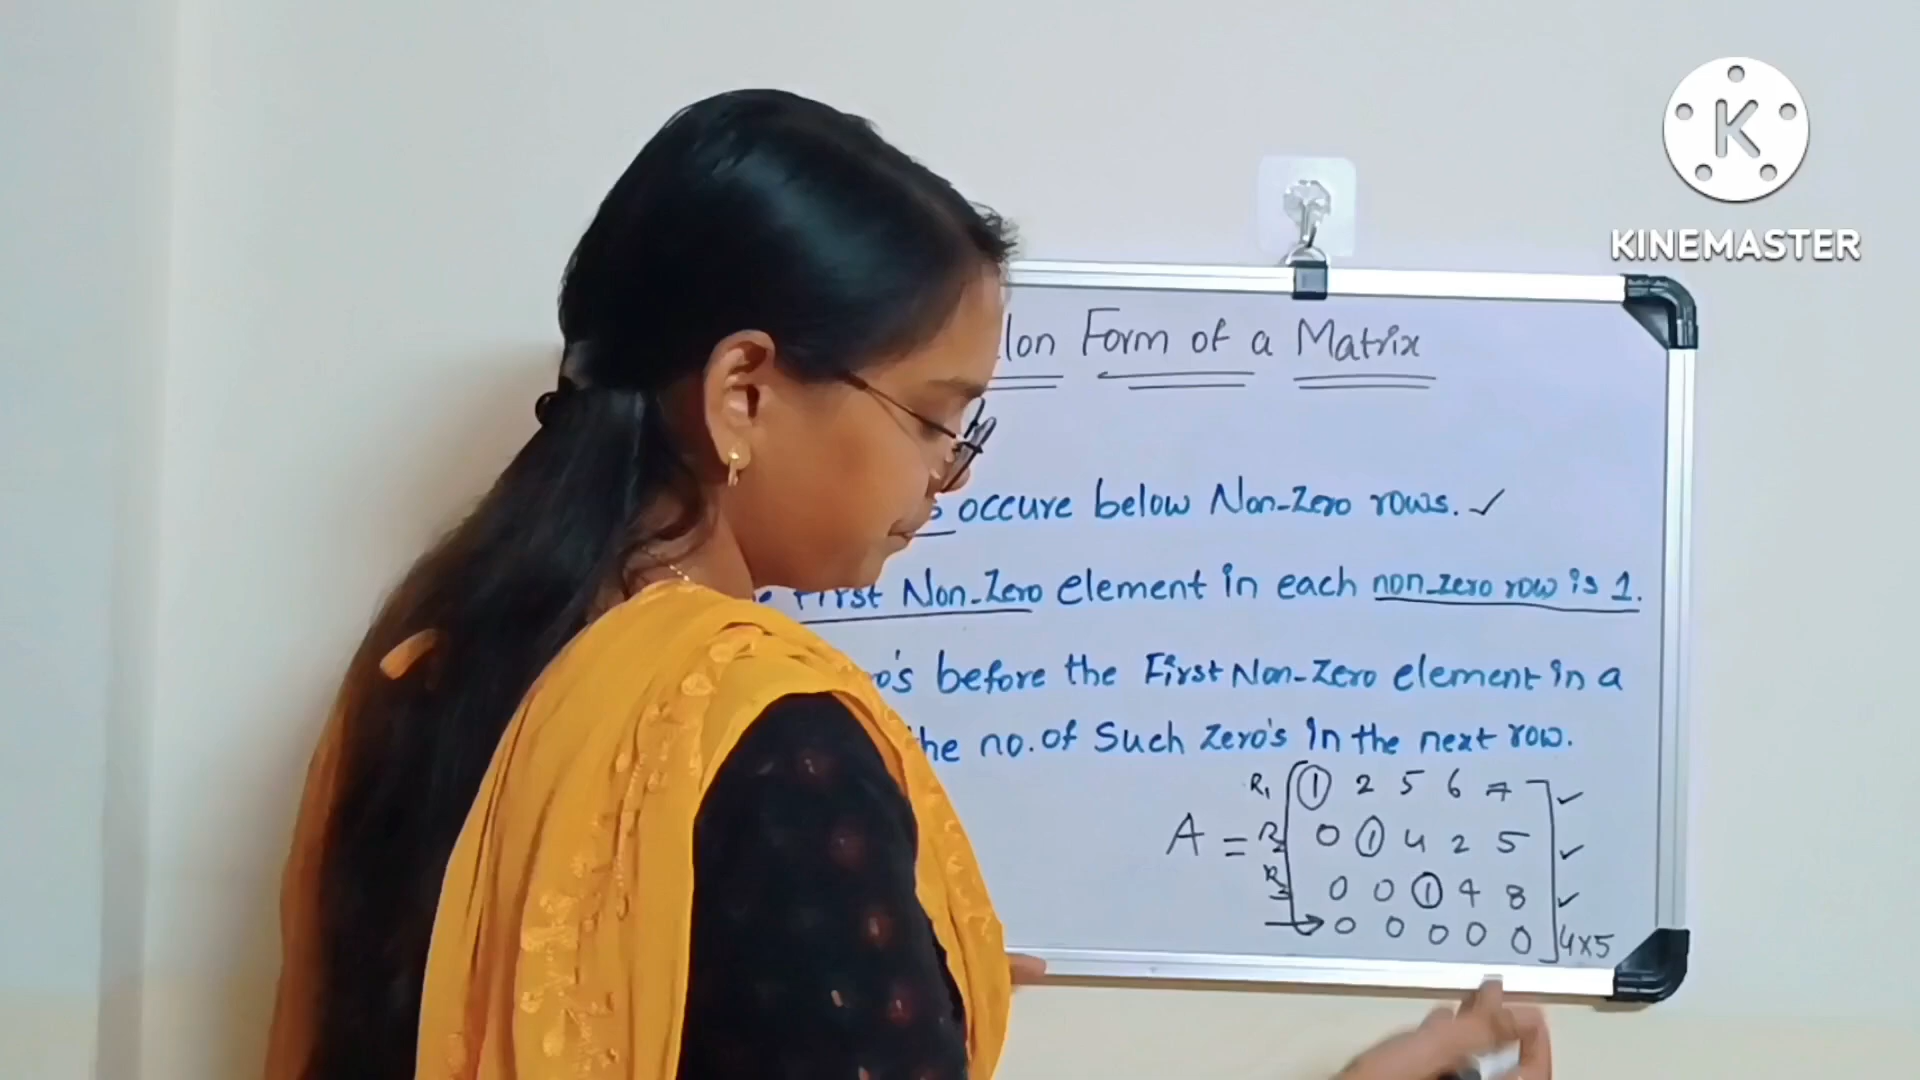 K
KINEMASTER
lon Form of a Matrix
occure below Non-Zero rows. ✓
First Non-Zero element in each non-zero row is 1.
o's before the First Non-Zero element in a
the no. of Such Zero's in the next row.
R1 1 2 5 6 7 ✓
A = R2 0 1 4 2 5 ✓
R3 0 0 1 4 8 ✓
→ 0 0 0 0 0 4x5